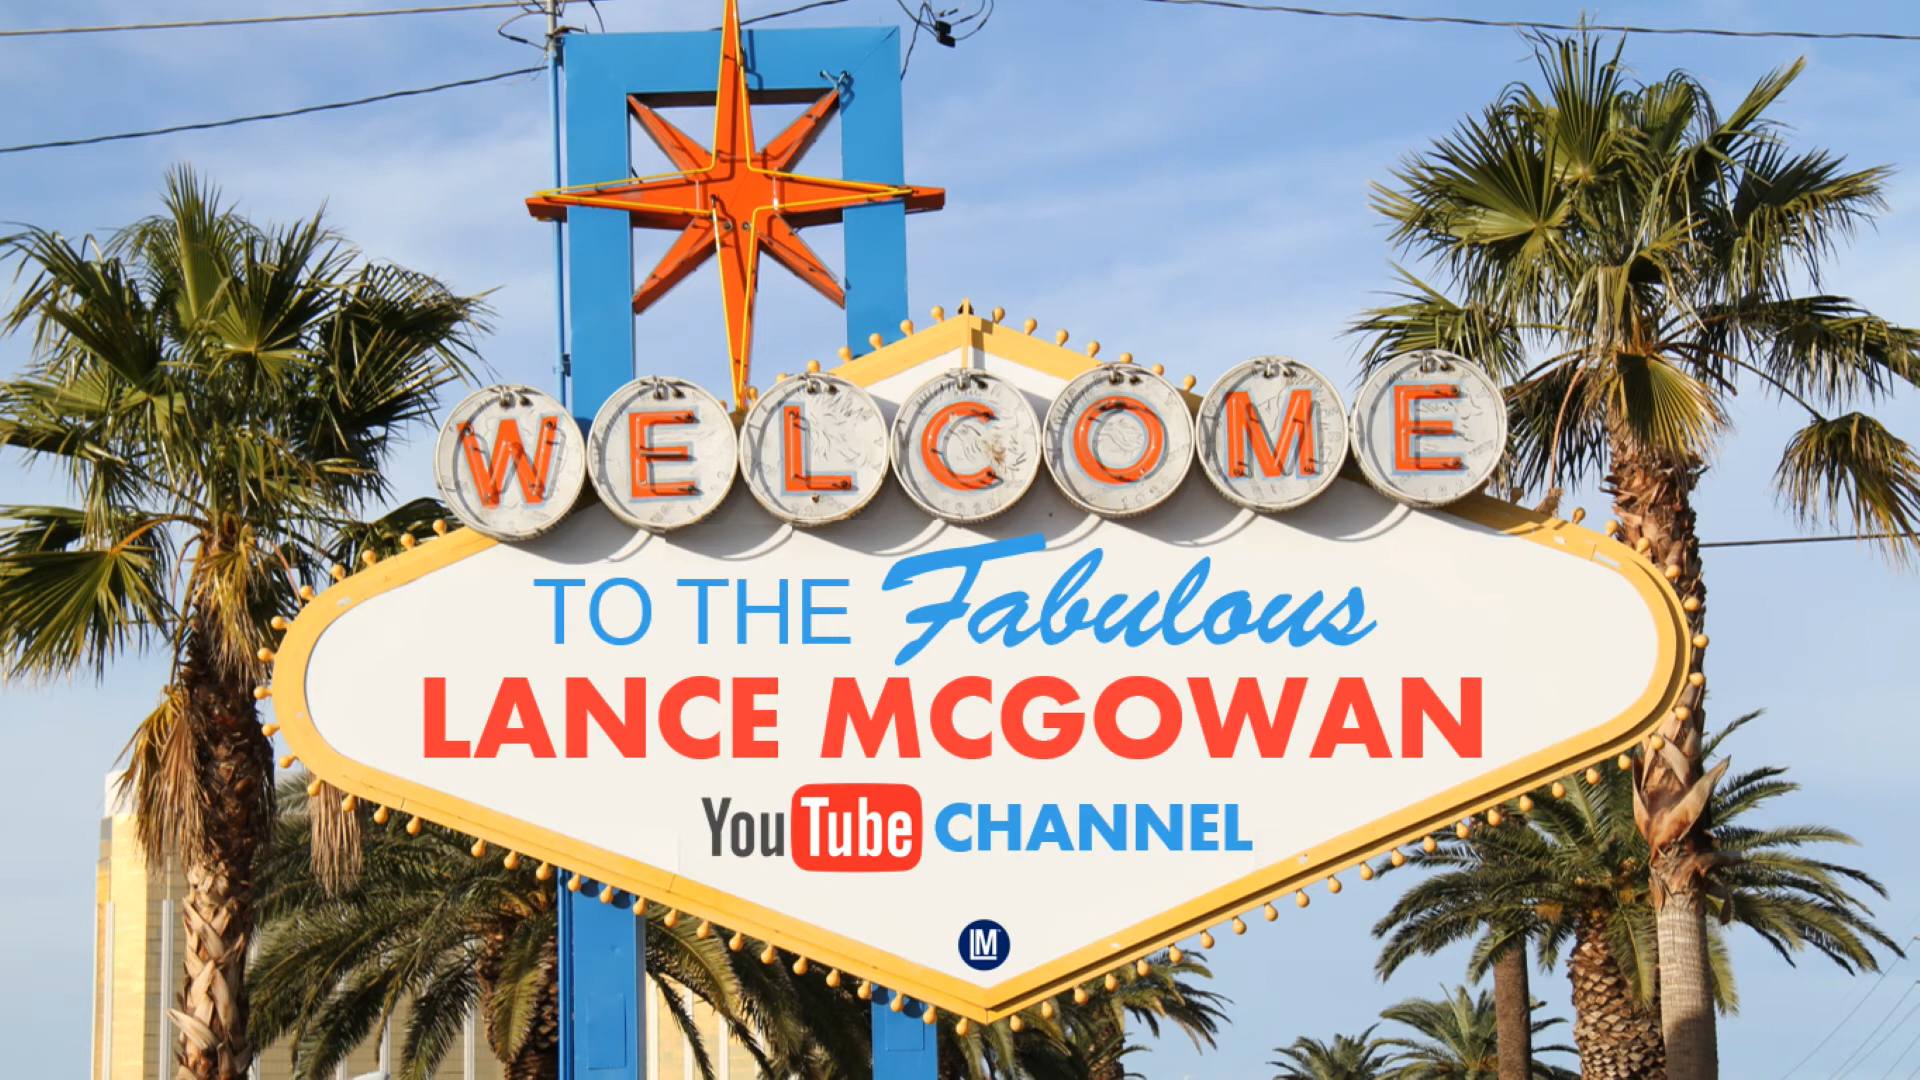 WELCOME
TO THE Fabulous
LANCE MCGOWAN
YouTube CHANNEL
LM